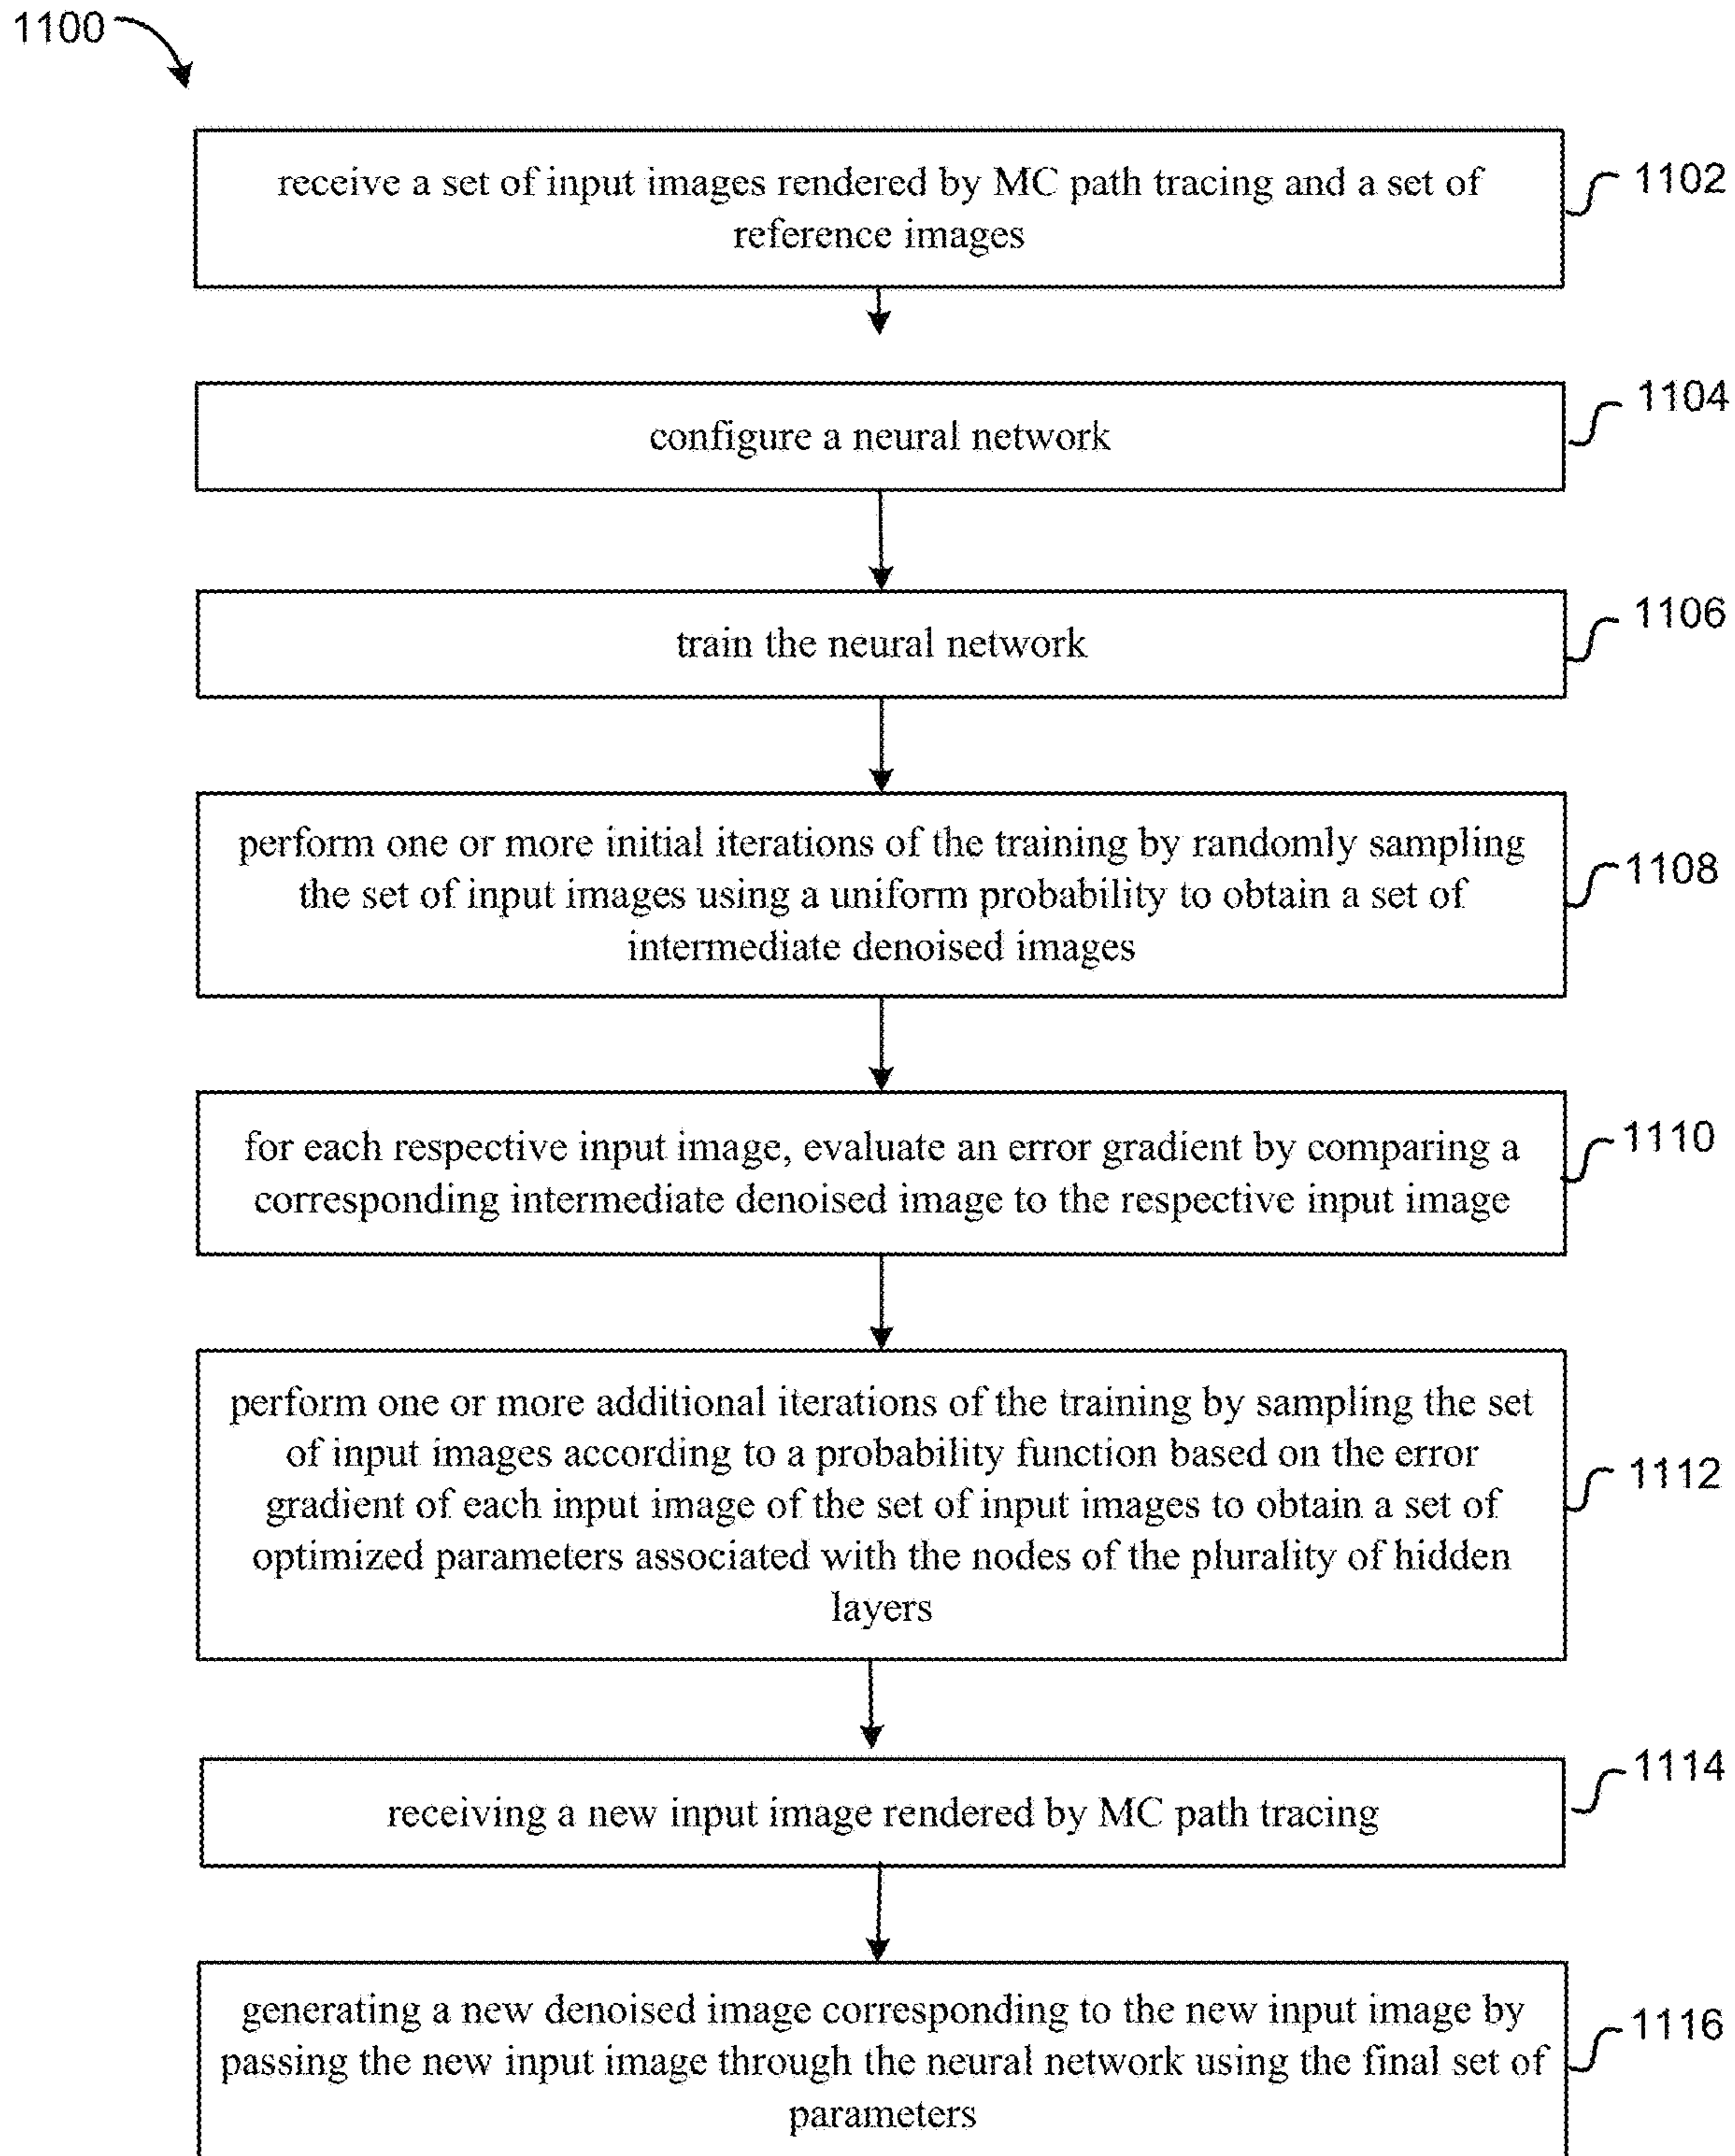 1100
receive a set of input images rendered by MC path tracing and a set of
reference images
1102
configure a neural network
1104
train the neural network
1106
perform one or more initial iterations of the training by randomly sampling
the set of input images using a uniform probability to obtain a set of
intermediate denoised images
1108
for each respective input image, evaluate an error gradient by comparing a
corresponding intermediate denoised image to the respective input image
1110
perform one or more additional iterations of the training by sampling the set
of input images according to a probability function based on the error
gradient of each input image of the set of input images to obtain a set of
optimized parameters associated with the nodes of the plurality of hidden
layers
1112
receiving a new input image rendered by MC path tracing
1114
generating a new denoised image corresponding to the new input image by
passing the new input image through the neural network using the final set of
parameters
1116